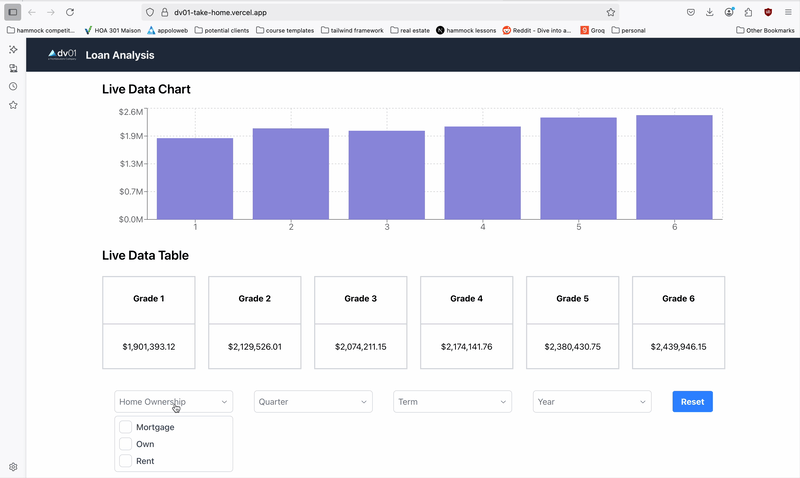 dv01-take-home.vercel.app
hammock competit...
HOA 301 Maison
appoloweb
potential clients
course templates
tailwind framework
real estate
hammock lessons
Reddit - Dive into a...
Groq
personal
Other Bookmarks
dv01
Loan Analysis
Live Data Chart
$2.6M
$1.9M
$1.3M
$0.7M
$0.0M
1 2 3 4 5 6
Live Data Table
Grade 1 Grade 2 Grade 3 Grade 4 Grade 5 Grade 6
$1,901,393.12 $2,129,526.01 $2,074,211.15 $2,174,141.76 $2,380,430.75 $2,439,946.15
Home Ownership Quarter Term Year Reset
Mortgage
Own
Rent